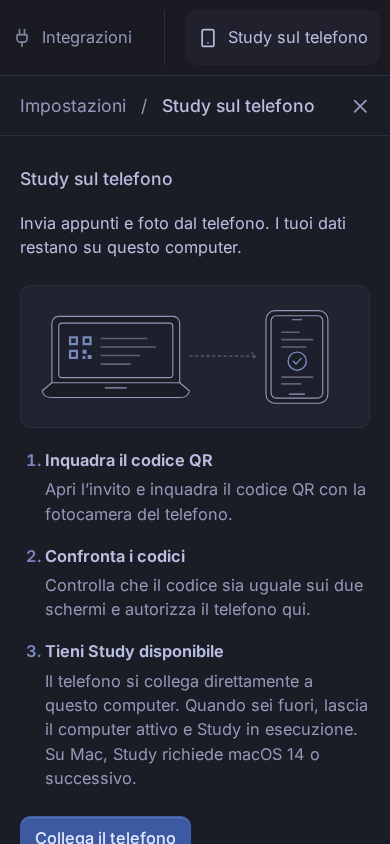 Integrazioni
Study sul telefono
Impostazioni / Study sul telefono
Study sul telefono
Invia appunti e foto dal telefono. I tuoi dati
restano su questo computer.
1. Inquadra il codice QR
Apri l’invito e inquadra il codice QR con la
fotocamera del telefono.
2. Confronta i codici
Controlla che il codice sia uguale sui due
schermi e autorizza il telefono qui.
3. Tieni Study disponibile
Il telefono si collega direttamente a
questo computer. Quando sei fuori, lascia
il computer attivo e Study in esecuzione.
Su Mac, Study richiede macOS 14 o
successivo.
Collega il telefono